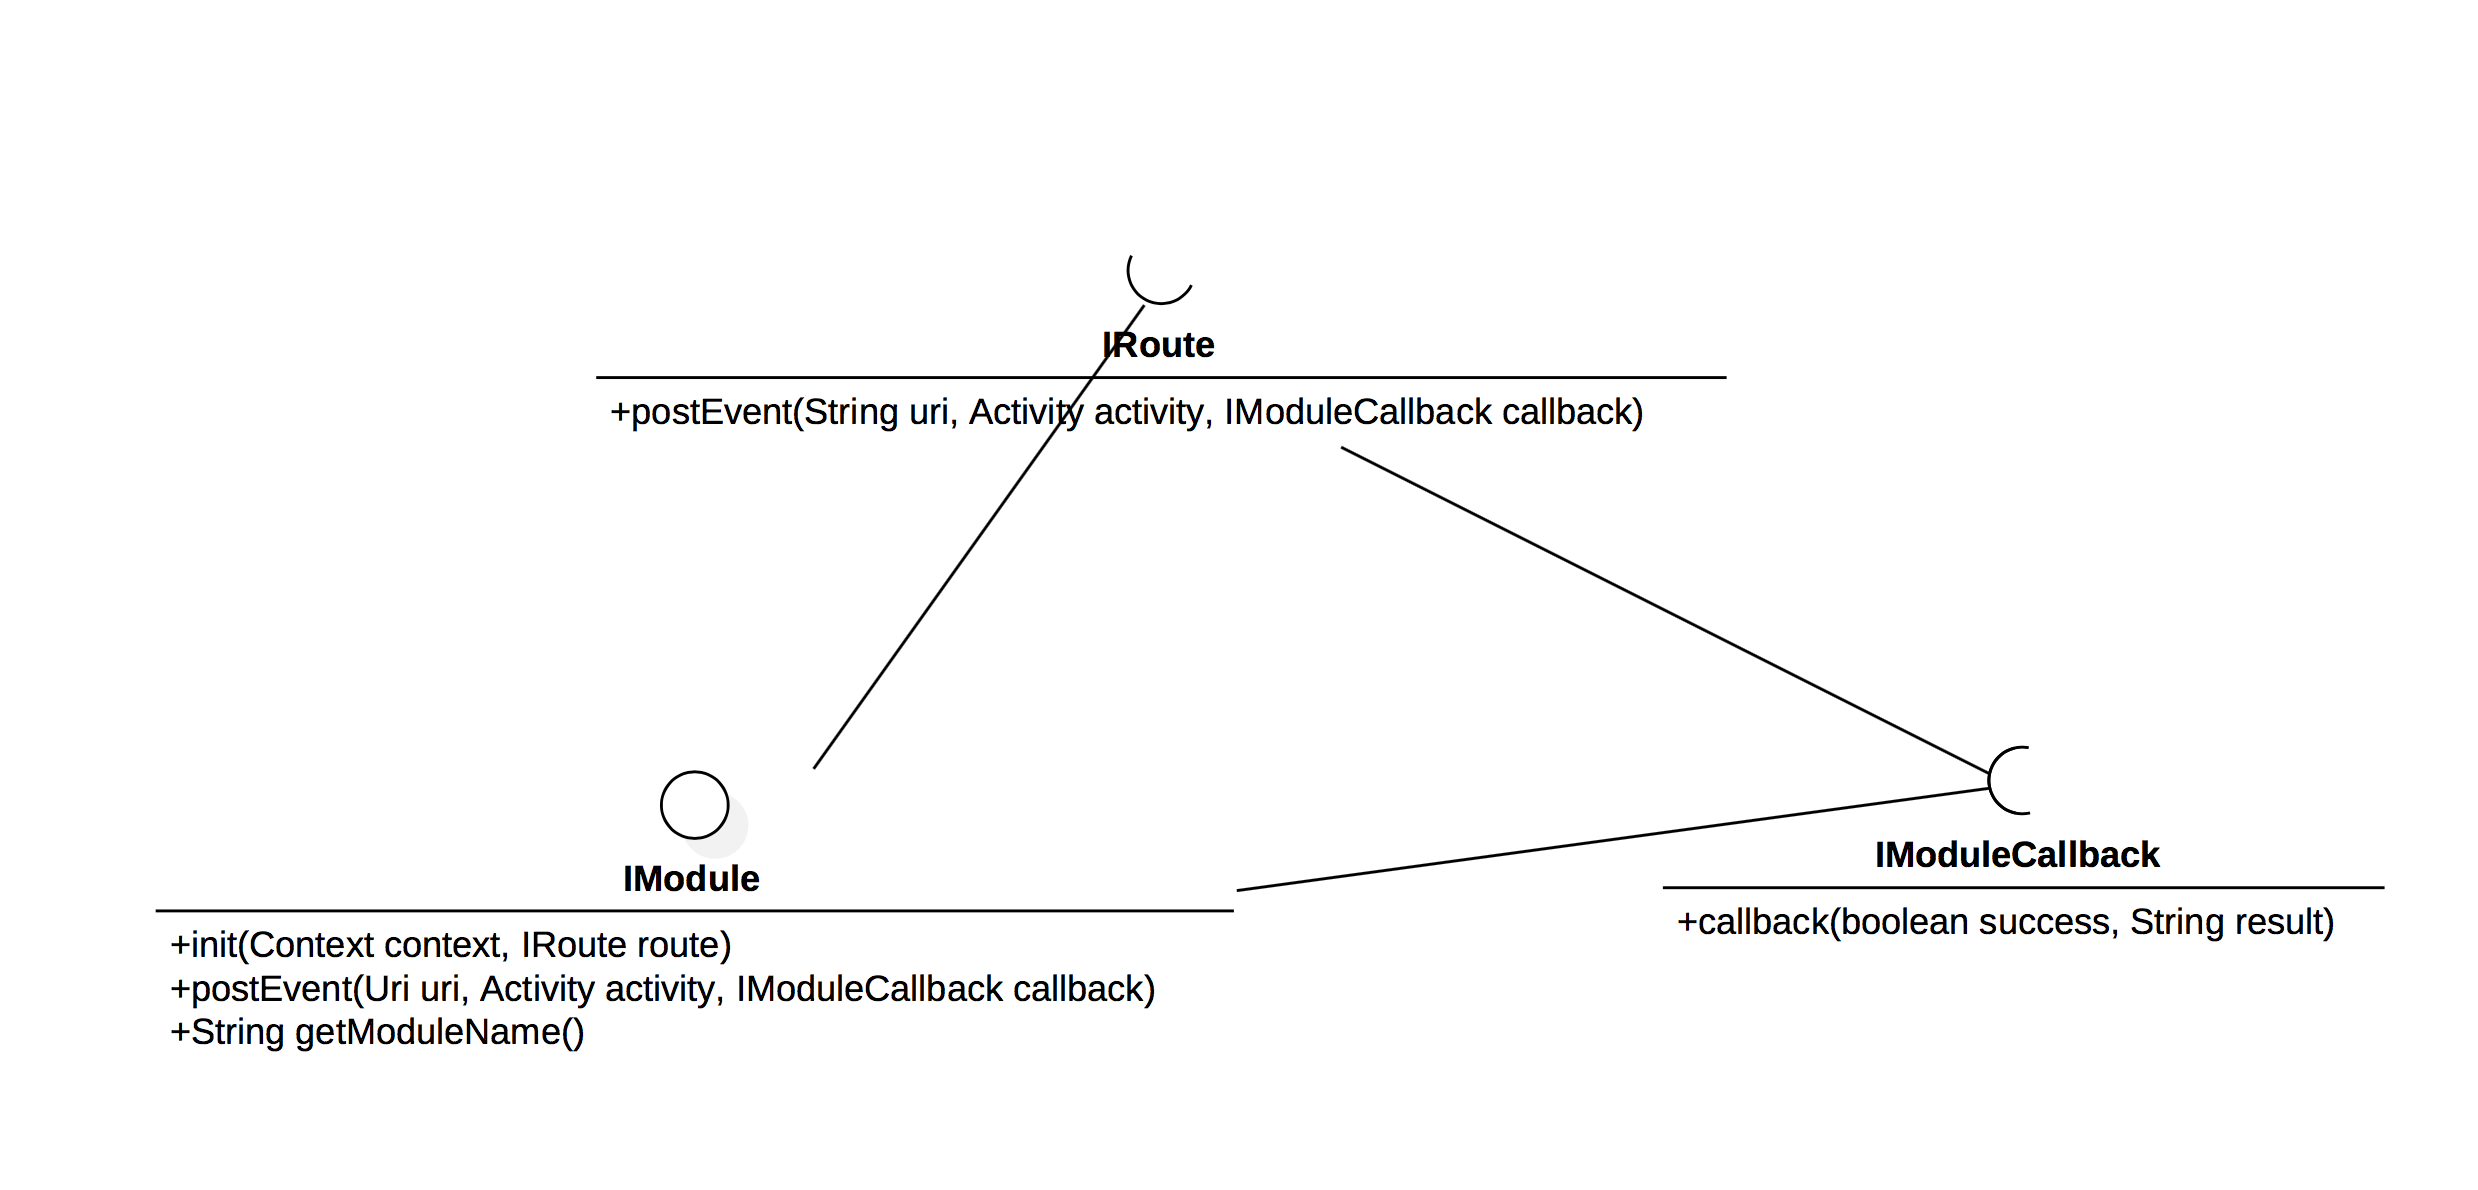 IRoute
+postEvent(String uri, Activity activity, IModuleCallback callback)
IModule
+init(Context context, IRoute route)
+postEvent(Uri uri, Activity activity, IModuleCallback callback)
+String getModuleName()
IModuleCallback
+callback(boolean success, String result)